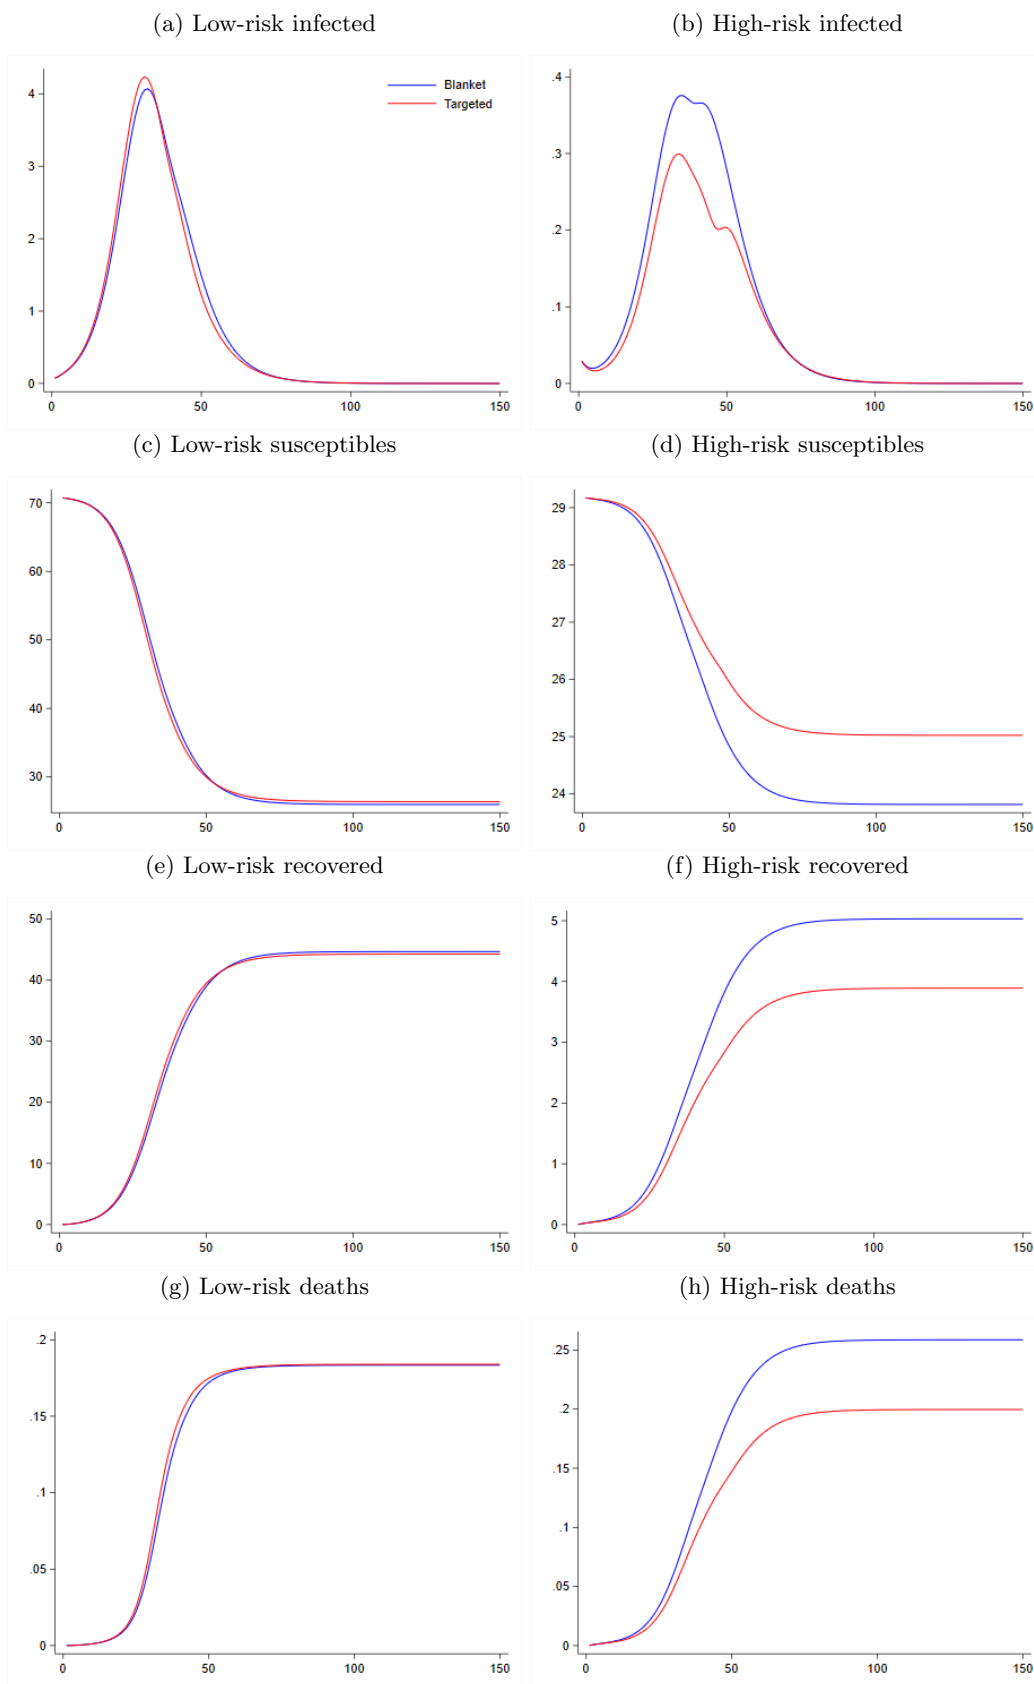 (a) Low-risk infected
(b) High-risk infected
4
3
2
1
0
0 50 100 150
Blanket
Targeted
.4
.3
.2
.1
0
0 50 100 150
(c) Low-risk susceptibles
(d) High-risk susceptibles
70
60
50
40
30
0 50 100 150
29
28
27
26
25
24
0 50 100 150
(e) Low-risk recovered
(f) High-risk recovered
50
40
30
20
10
0
0 50 100 150
5
4
3
2
1
0
0 50 100 150
(g) Low-risk deaths
(h) High-risk deaths
.2
.15
.1
.05
0
0 50 100 150
.25
.2
.15
.1
.05
0
0 50 100 150